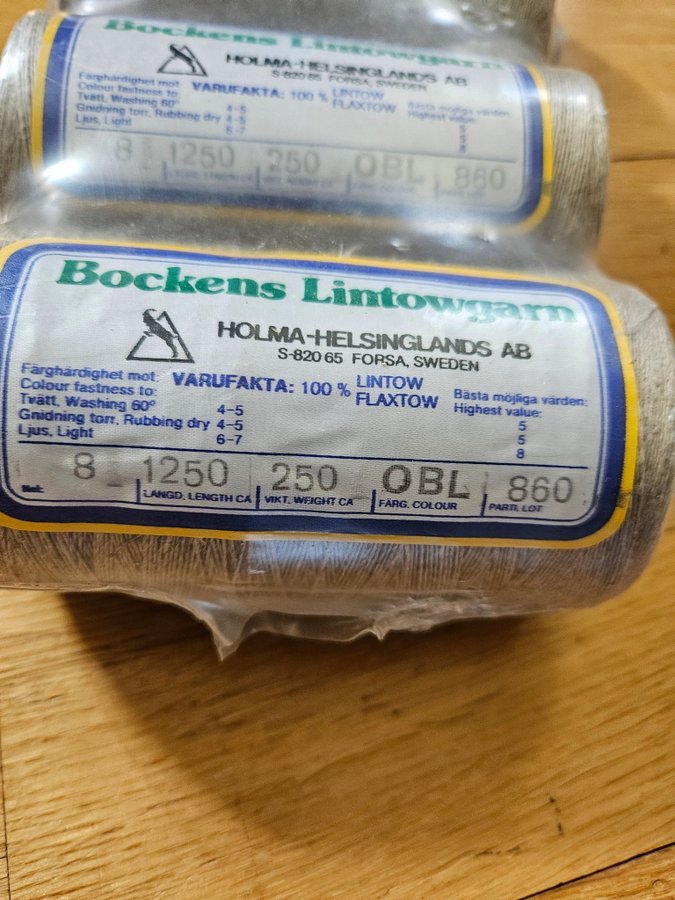 Bockens Lintowgarn
HOLMA-HELSINGLANDS AB
S-820 65 FORSA, SWEDEN
Färghärdighet mot:
Colour fastness to:
Tvätt, Washing 60° 4-5
Gnidning torr, Rubbing dry 4-5
Ljus, Light 6-7
VARUFAKTA: 100 % LINTOW
FLAXTOW
Bästa möjliga värden
Highest value:
5
5
8
8 1250 250 OBL 860
Bockens Lintowgarn
HOLMA-HELSINGLANDS AB
S-820 65 FORSA, SWEDEN
Färghärdighet mot:
Colour fastness to:
Tvätt, Washing 60° 4-5
Gnidning torr, Rubbing dry 4-5
Ljus, Light 6-7
VARUFAKTA: 100 % LINTOW
FLAXTOW
Bästa möjliga värden:
Highest value:
5
5
8
8 1250 250 OBL 860
LÄNGD. LENGTH CA VIKT. WEIGHT CA FÄRG. COLOUR PARTI. LOT